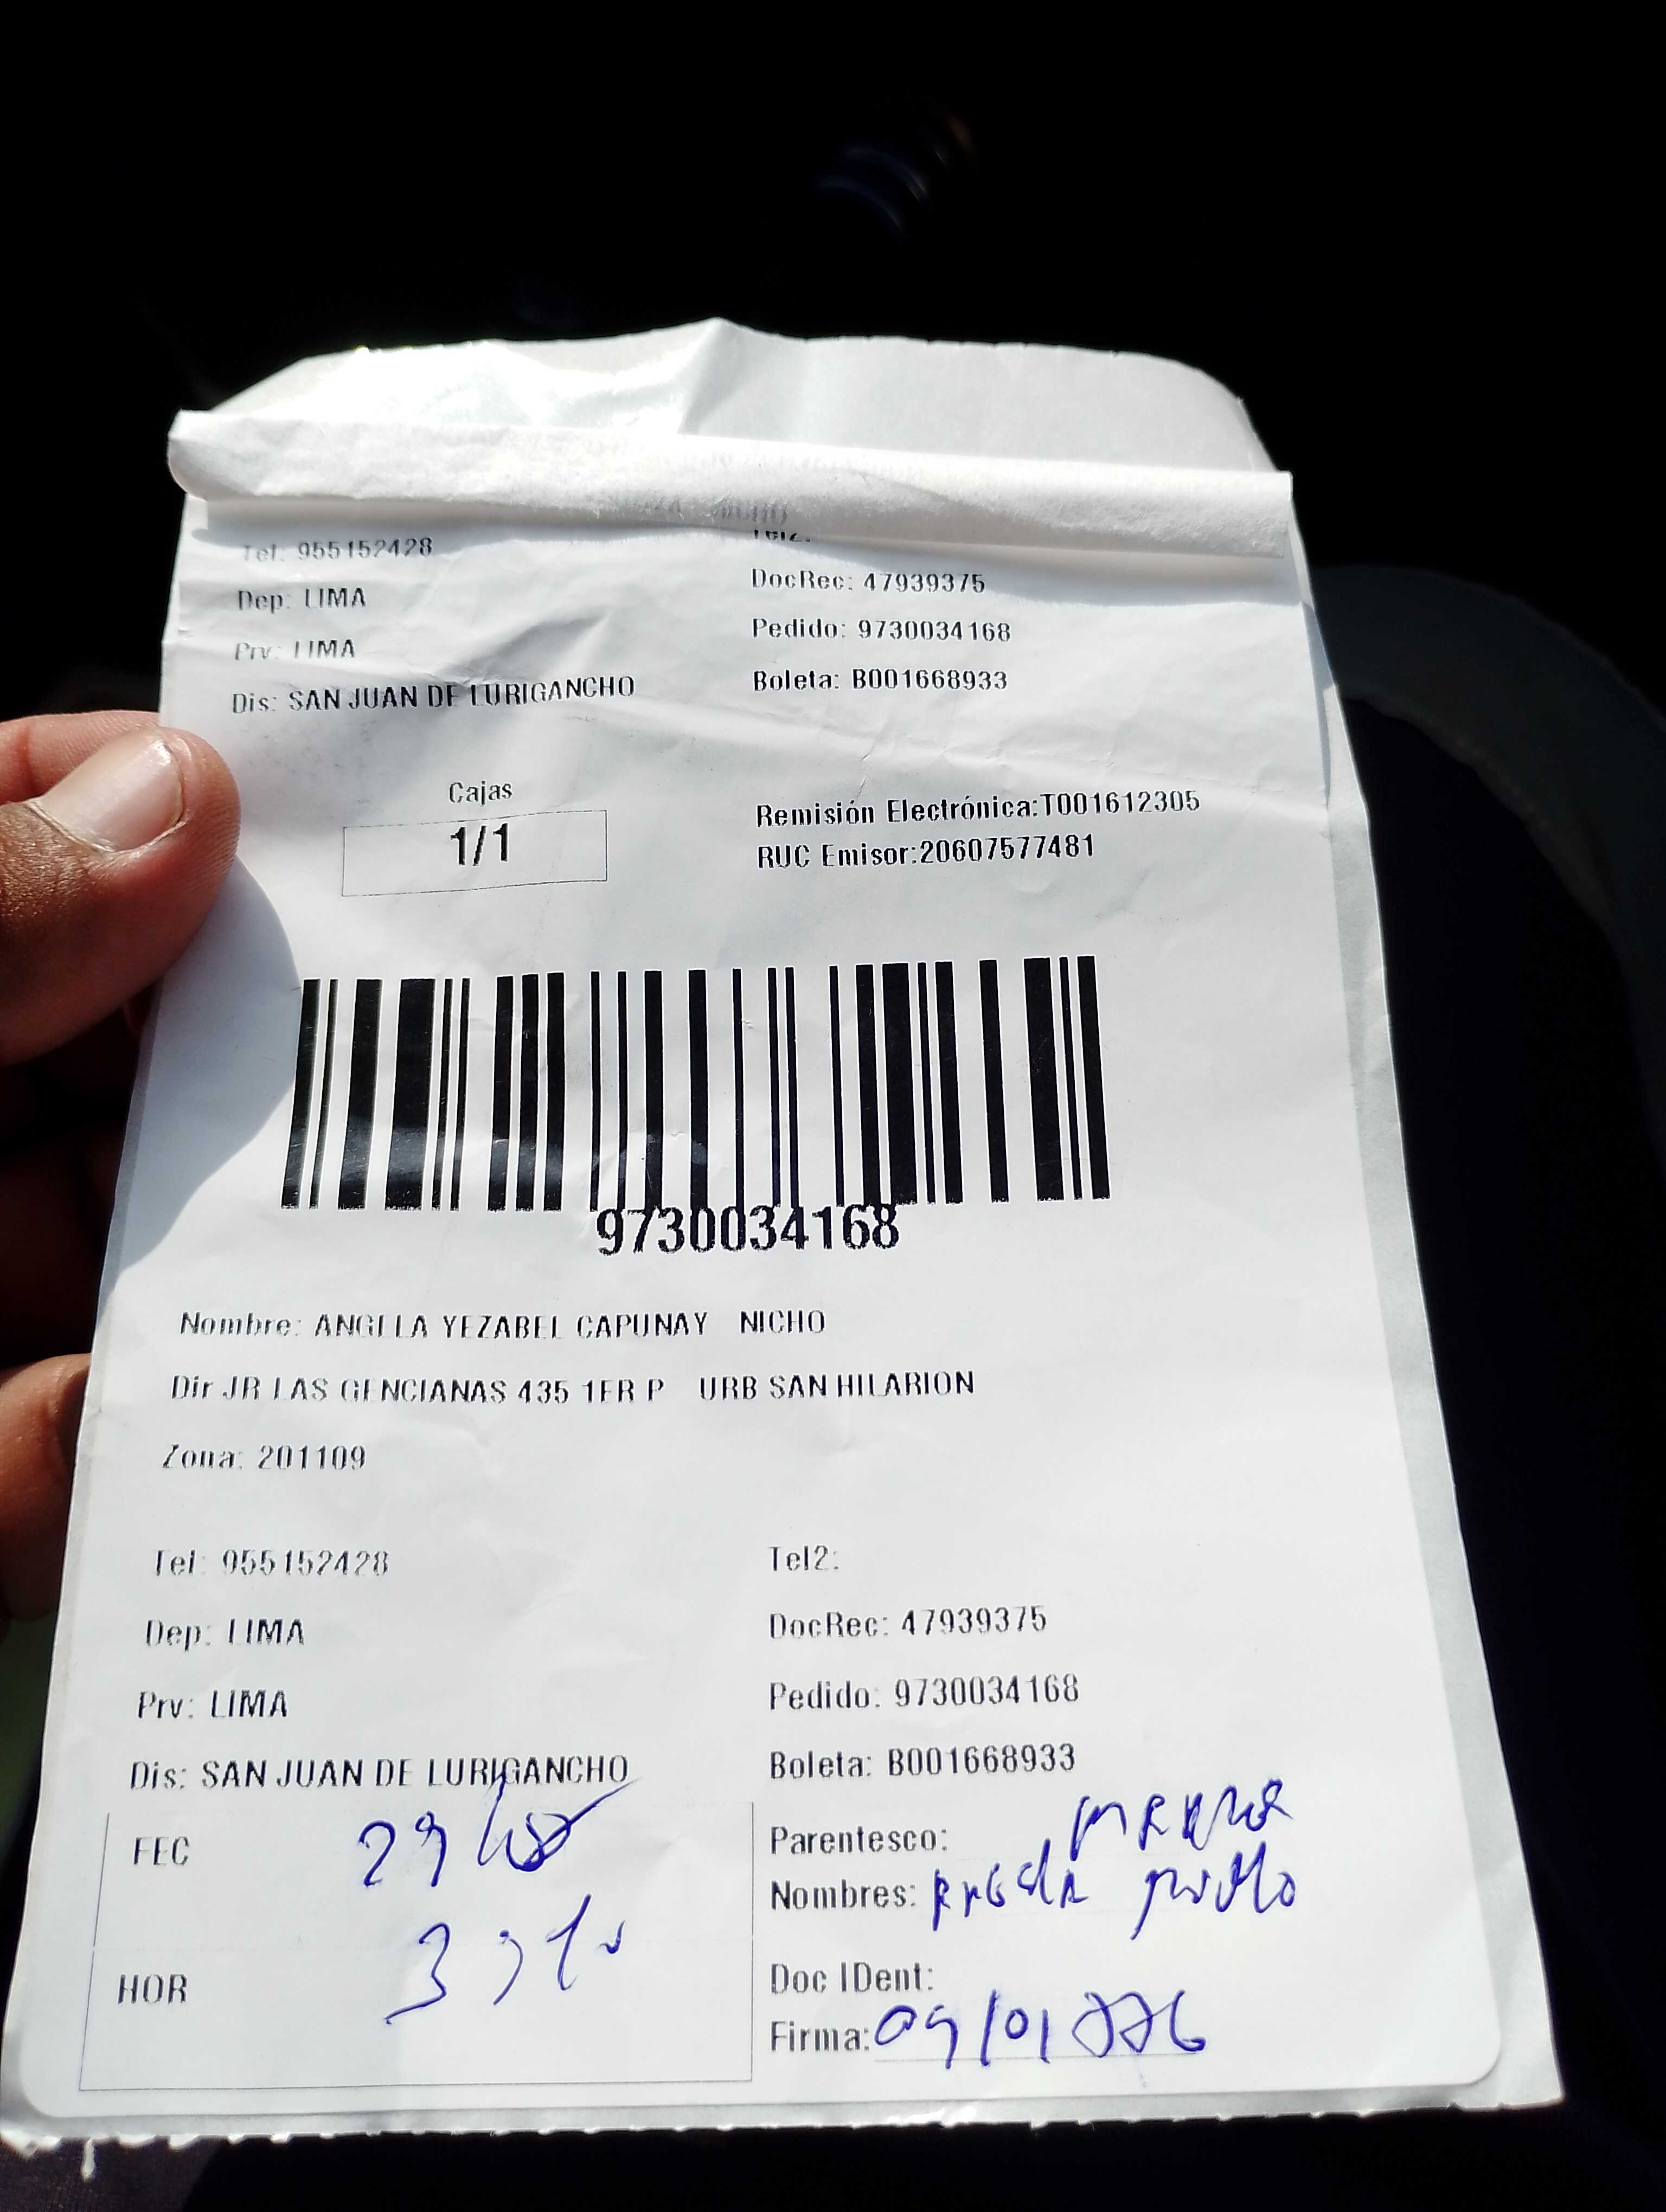 NICHO
Tel: 955152428
Tel2:
Dep: LIMA
DocRec: 47939375
Prv: LIMA
Pedido: 9730034168
Dis: SAN JUAN DE LURIGANCHO
Boleta: B001668933
Cajas
1/1
Remisión Electrónica:T001612305
RUC Emisor:20607577481
9730034168
Nombre: ANGELA YEZABEL CAPUNAY NICHO
Dir JR LAS GENCIANAS 435 1ER P URB SAN HILARION
Zona: 201109
Tel: 955152428
Tel2:
Dep: LIMA
DocRec: 47939375
Prv: LIMA
Pedido: 9730034168
Dis: SAN JUAN DE LURIGANCHO
Boleta: B001668933
FEC 29
Parentesco:
Nombres:
HOR
Doc IDent:
Firma: